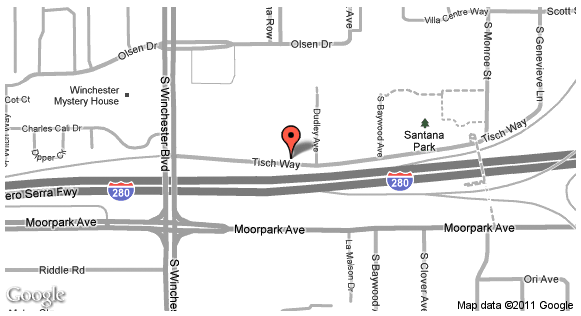 Villa Centre Way
Scott S
na Row
Ave
Olsen Dr
Olsen Dr
S Monroe St
S Genevieve Ln
Winchester
Mystery House
S Winchester Blvd
Cot Ct
Charles Cali Dr
Dudley Ave
S Baywood Ave
Santana
Park
Tisch Way
Tisch Way
280
280
ero Serra Fwy
Moorpark Ave
Moorpark Ave
Moorpark Ave
La Maison Dr
S Baywood
S Clover Ave
S Winches
Riddle Rd
Ori Ave
Google
Map data ©2011 Google